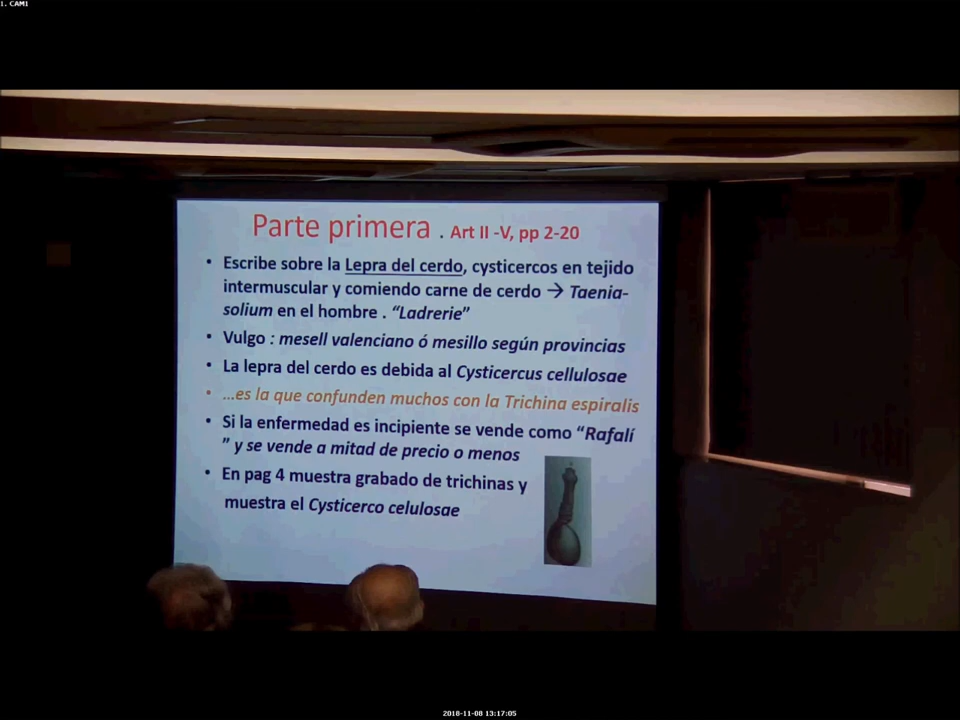 1. CAM1
Parte primera . Art II -V, pp 2-20
• Escribe sobre la Lepra del cerdo, cysticercos en tejido
intermuscular y comiendo carne de cerdo → Taenia-
solium en el hombre . “Ladrerie”
• Vulgo : mesell valenciano ó mesillo según provincias
• La lepra del cerdo es debida al Cysticercus cellulosae
• ...es la que confunden muchos con la Trichina espiralis
• Si la enfermedad es incipiente se vende como “Rafalí
” y se vende a mitad de precio o menos
• En pag 4 muestra grabado de trichinas y
muestra el Cysticerco celulosae
2018-11-08 13:17:05